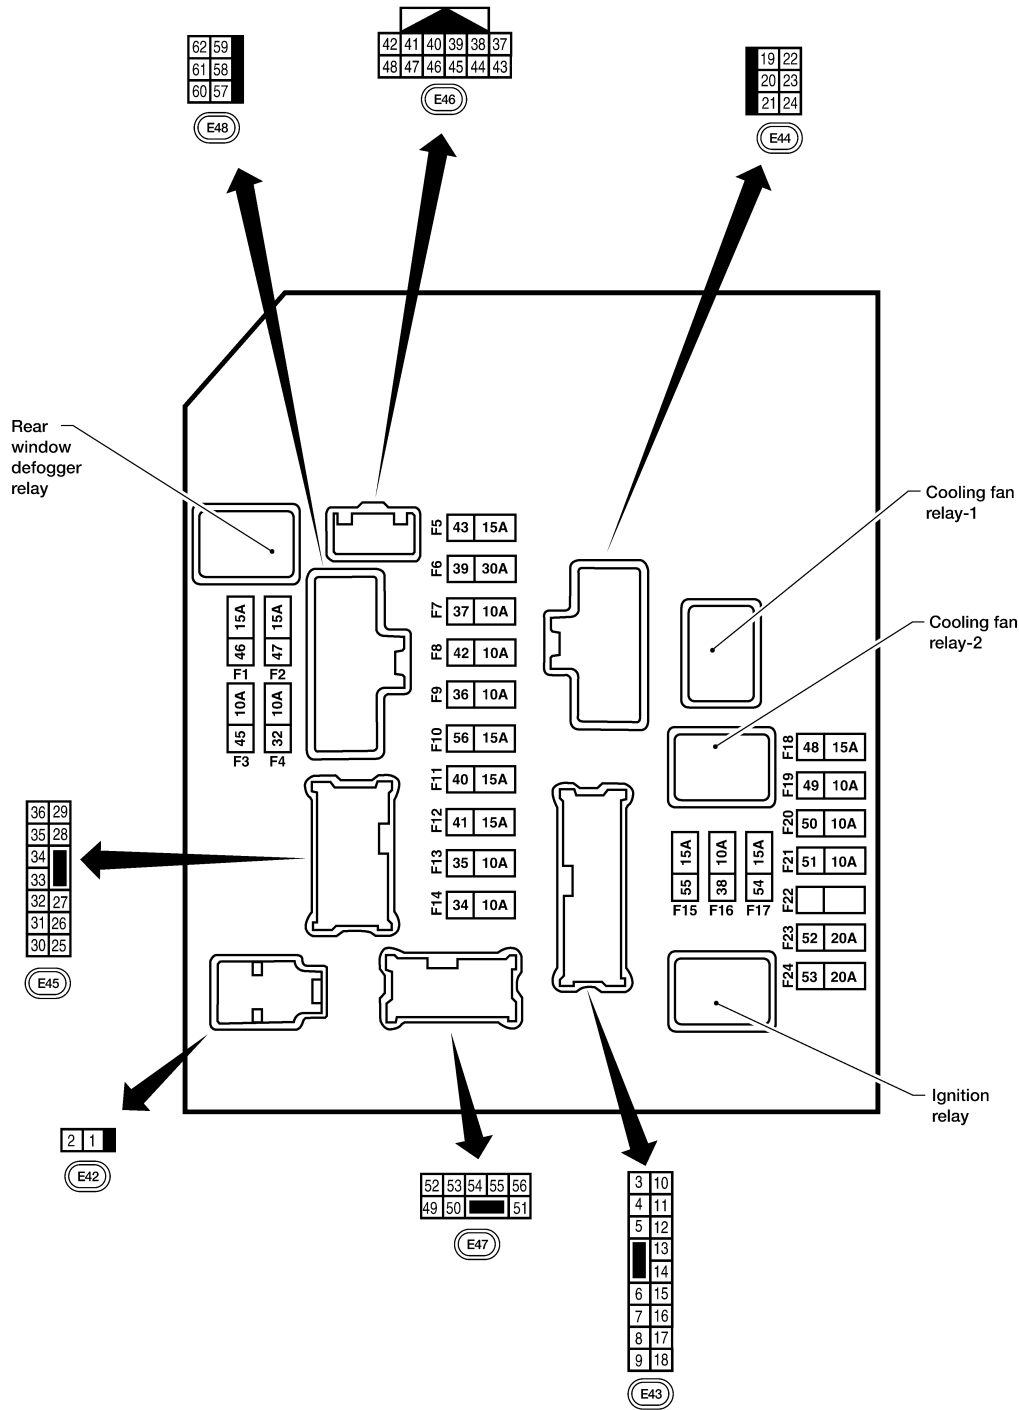 42 41 40 39 38 37
48 47 46 45 44 43
E46
62 59
61 58
60 57
E48
19 22
20 23
21 24
E44
Rear
window
defogger
relay
Cooling fan
relay-1
Cooling fan
relay-2
F5 43 15A
F6 39 30A
F7 37 10A
F8 42 10A
F9 36 10A
F10 56 15A
F11 40 15A
F12 41 15A
F13 35 10A
F14 34 10A
15A 46 F1
15A 47 F2
10A 45 F3
10A 32 F4
F18 48 15A
F19 49 10A
F20 50 10A
F21 51 10A
F22
F23 52 20A
F24 53 20A
15A 55 F15
10A 38 F16
15A 54 F17
36 29
35 28
34
33
32 27
31 26
30 25
E45
Ignition
relay
2 1
E42
52 53 54 55 56
49 50 51
E47
3 10
4 11
5 12
13
14
6 15
7 16
8 17
9 18
E43